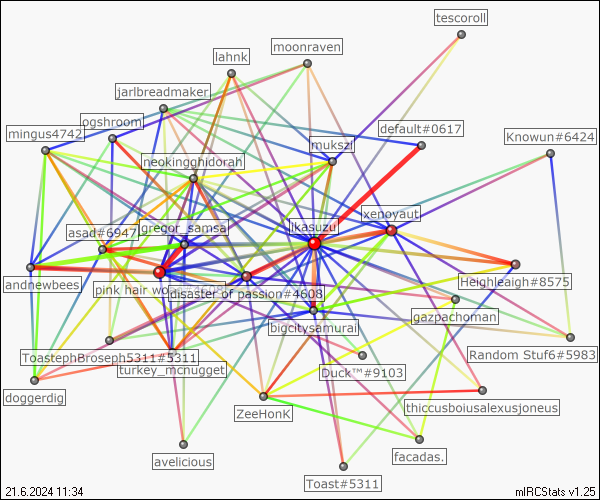 tescoroll
moonraven
lahnk
jarlbreadmaker
ogshroom
default#0617
mingus4742
Knowun#6424
mukszi
neokingghidorah
xenoyaut
lkasuzu
gregor_samsa
asad#6947
Heighleaigh#8575
andnewbees
pink hair wo
disaster of passion#4608
gazpachoman
bigcitysamurai
ToastephBroseph5311#5311
Random Stuf6#5983
turkey_mcnugget
Duck™#9103
doggerdig
thiccusboiusalexusjoneus
ZeeHonK
facadas.
avelicious
Toast#5311
21.6.2024 11:34
mIRCStats v1.25